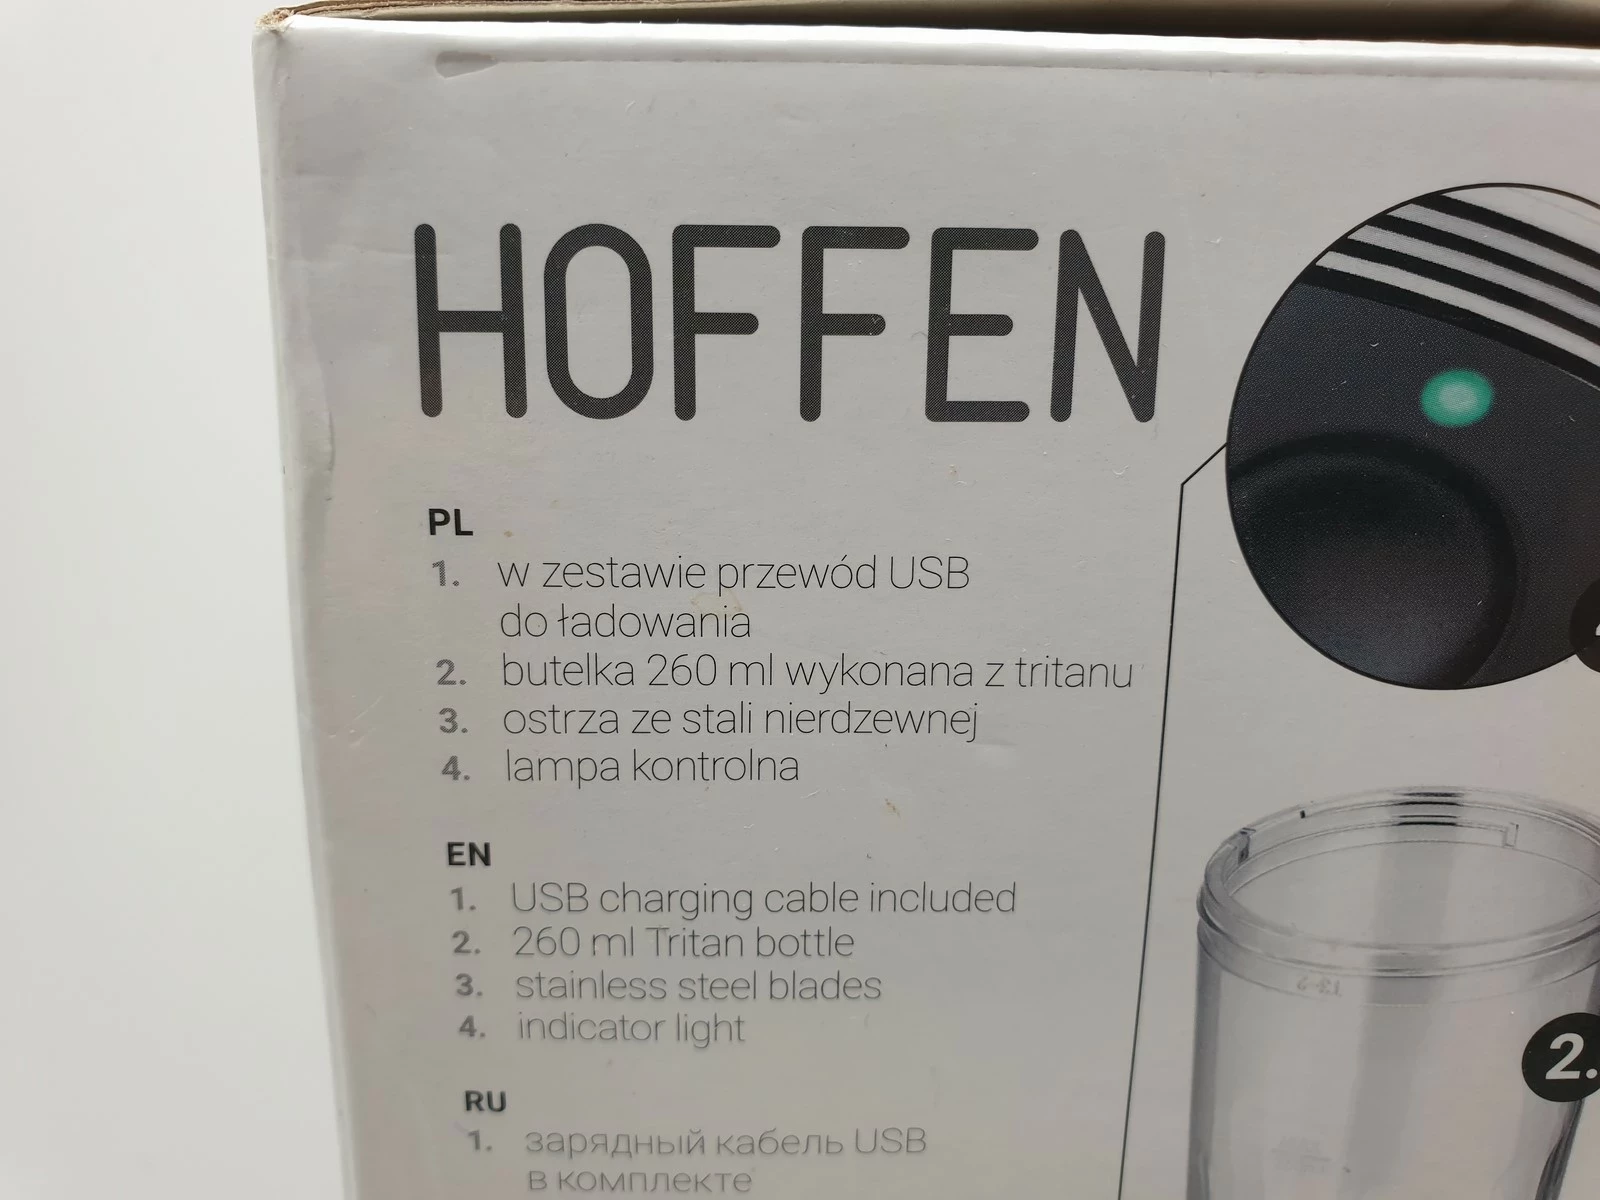 HOFFEN
PL
1. w zestawie przewód USB
do ładowania
2. butelka 260 ml wykonana z tritanu
3. ostrza ze stali nierdzewnej
4. lampa kontrolna
EN
1. USB charging cable included
2. 260 ml Tritan bottle
3. stainless steel blades
4. indicator light
RU
1. зарядный кабель USB
в комплекте
2.